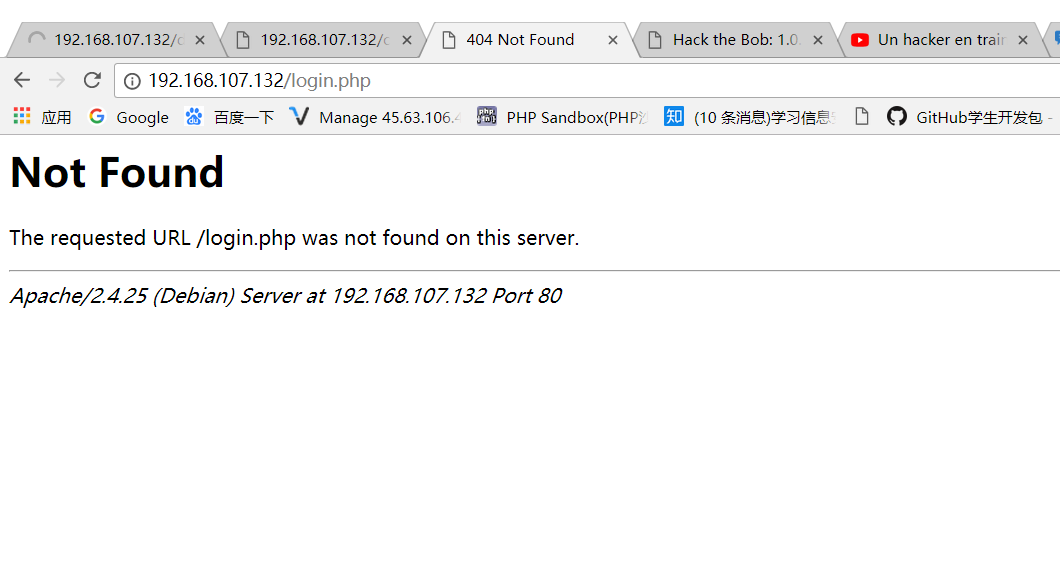 192.168.107.132/ 192.168.107.132/ 404 Not Found Hack the Bob: 1.0. Un hacker en train
192.168.107.132/login.php
应用 Google 百度一下 Manage 45.63.106. PHP Sandbox(PHP (10 条消息)学习信息 GitHub学生开发包 -
Not Found
The requested URL /login.php was not found on this server.
Apache/2.4.25 (Debian) Server at 192.168.107.132 Port 80